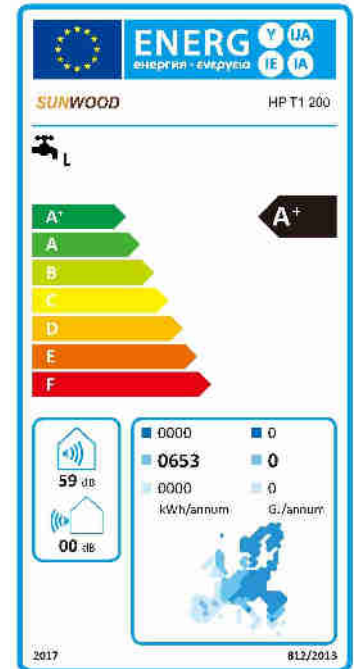 ENERG Y IJA
енергия · ενεργεια IE IA
SUNWOOD HP T1 200
L
A+ A+
A
B
C
D
E
F
59 dB
00 dB
0000 0
0653 0
0000 0
kWh/annum GJ/annum
2017 812/2013